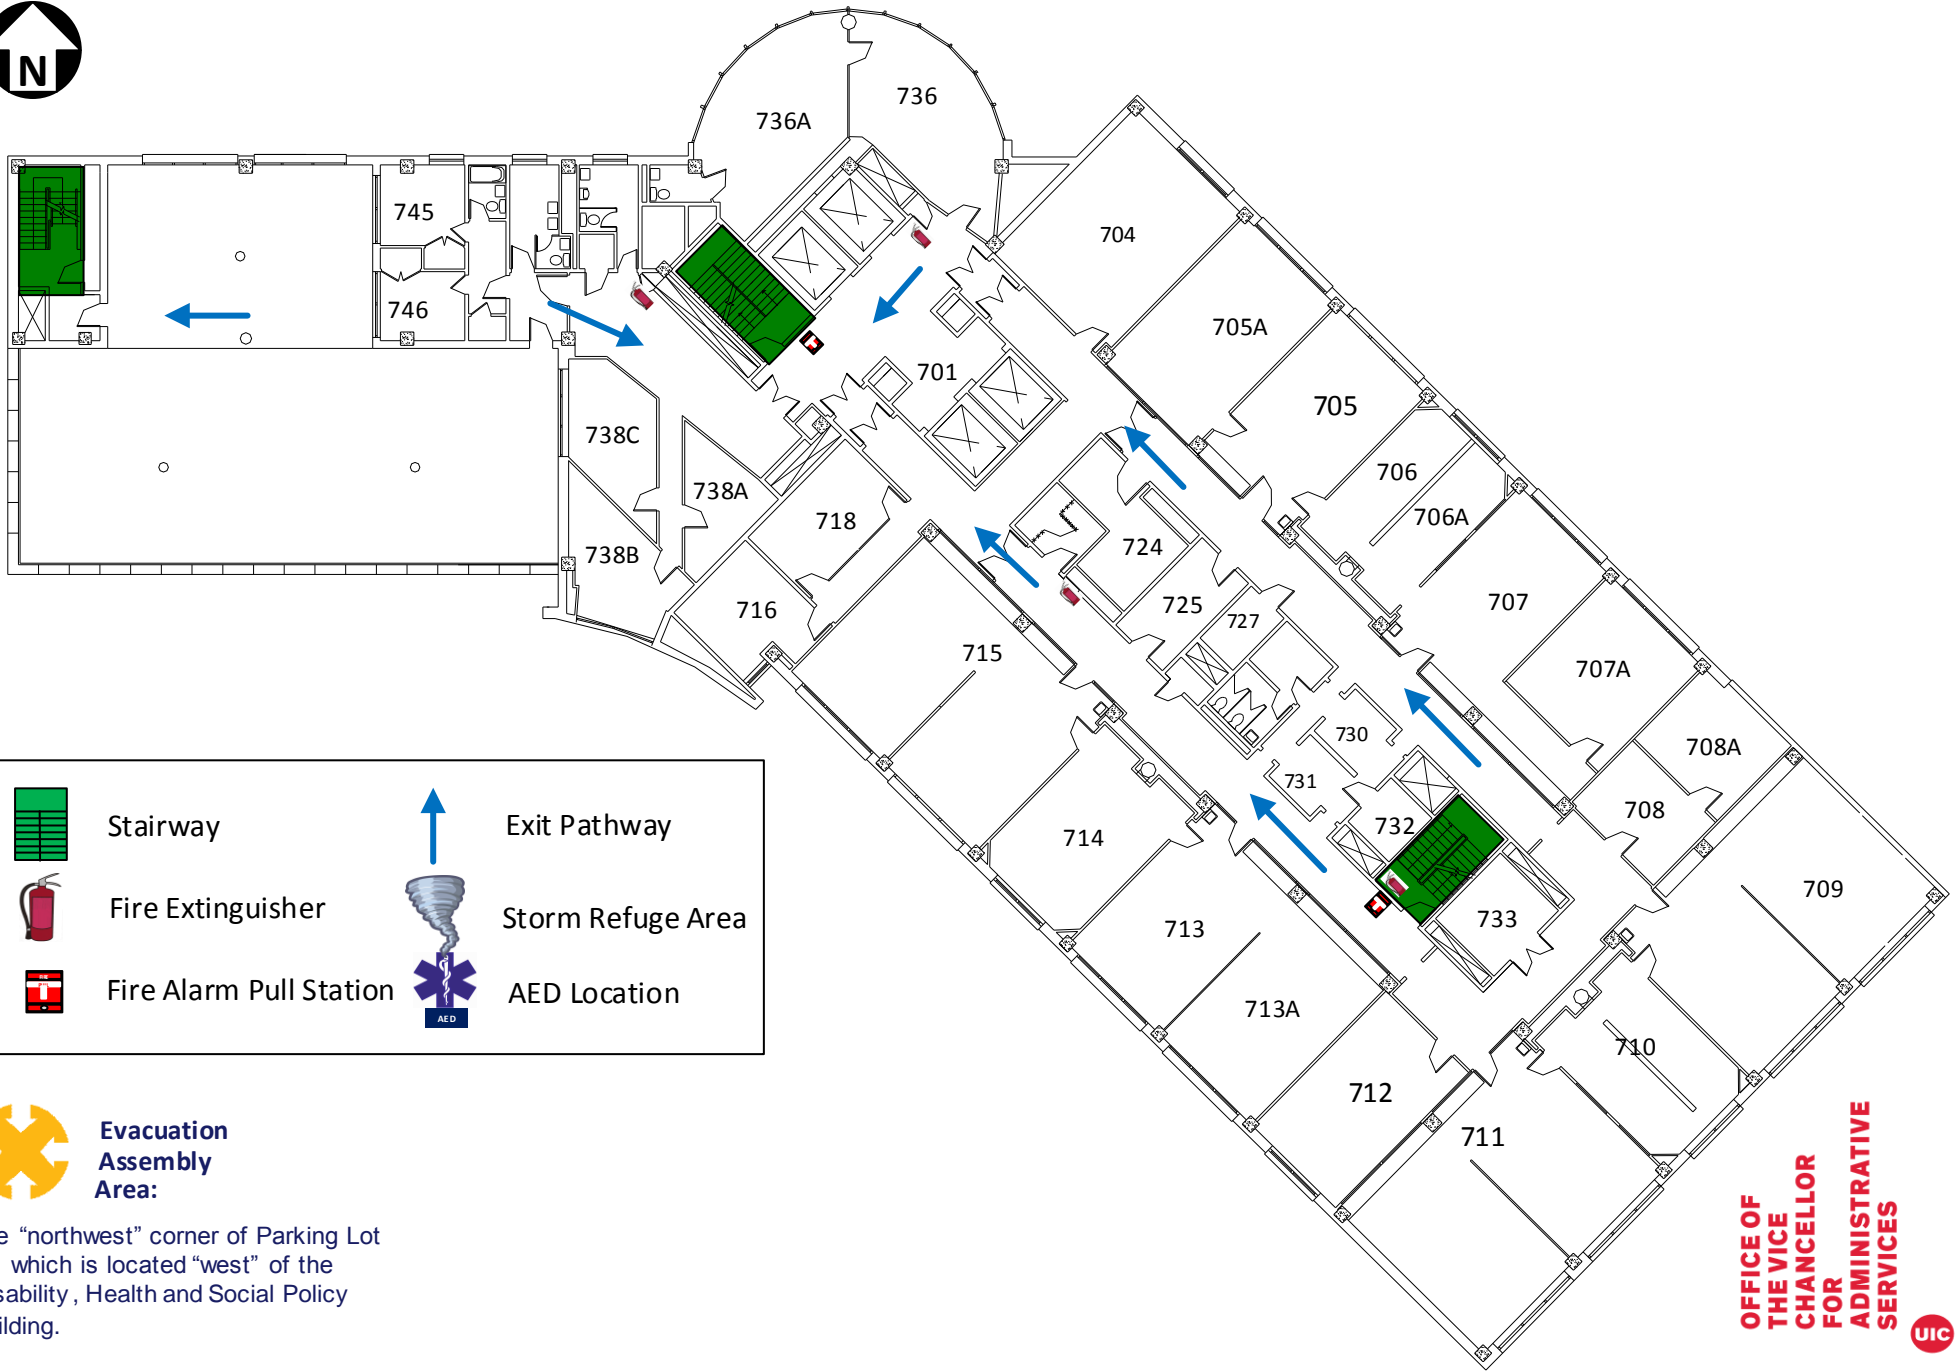 N
736
736A
704
745
746
705A
701
705
738C
706
738A
718
706A
738B
724
725
727
707
716
715
707A
730
708A
731
708
732
714
733
709
713
713A
710
712
711
Stairway
Exit Pathway
Fire Extinguisher
Storm Refuge Area
Fire Alarm Pull Station
AED Location
AED
Evacuation
Assembly
Area:
“northwest” corner of Parking Lot
which is located “west” of the
, Health and Social Policy
OFFICE OF
THE VICE
CHANCELLOR
FOR
ADMINISTRATIVE
SERVICES
UIC